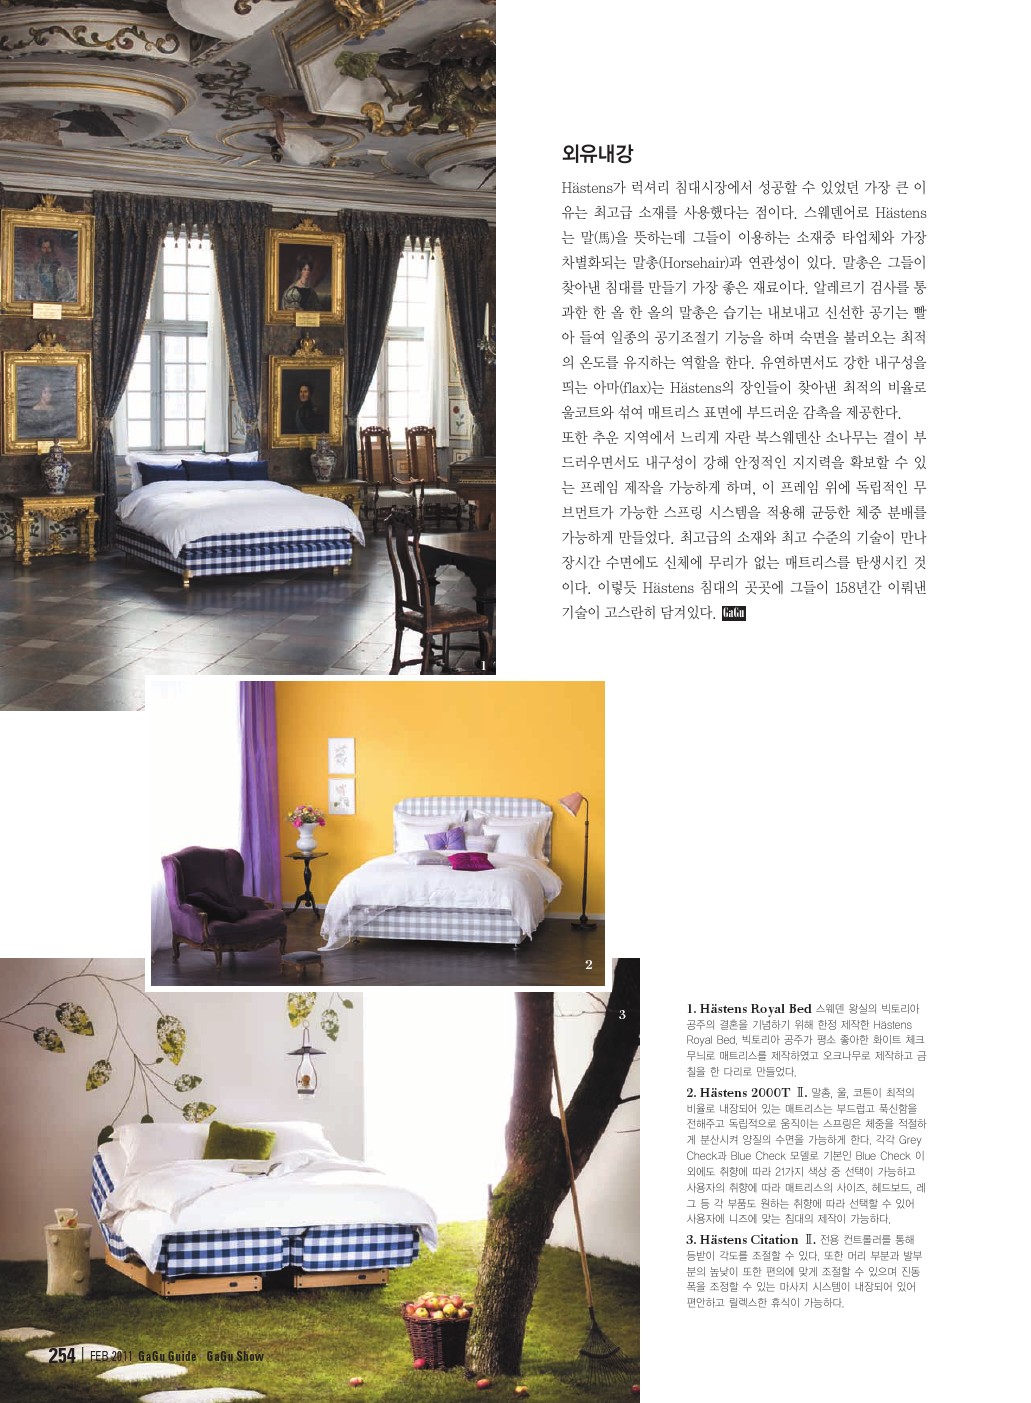 외유내강
Hästens가 럭셔리 침대시장에서 성공할 수 있었던 가장 큰 이
유는 최고급 소재를 사용했다는 점이다. 스웨덴어로 Hästens
는 말(馬)을 뜻하는데 그들이 이용하는 소재중 타업체와 가장
차별화되는 말총(Horsehair)과 연관성이 있다. 말총은 그들이
찾아낸 침대를 만들기 가장 좋은 재료이다. 알레르기 검사를 통
과한 한 올 한 올의 말총은 습기는 내보내고 신선한 공기는 빨
아 들여 일종의 공기조절기 기능을 하며 숙면을 불러오는 최적
의 온도를 유지하는 역할을 한다. 유연하면서도 강한 내구성을
띄는 아마(flax)는 Hästens의 장인들이 찾아낸 최적의 비율로
울코트와 섞여 매트리스 표면에 부드러운 감촉을 제공한다.
또한 추운 지역에서 느리게 자란 북스웨덴산 소나무는 결이 부
드러우면서도 내구성이 강해 안정적인 지지력을 확보할 수 있
는 프레임 제작을 가능하게 하며, 이 프레임 위에 독립적인 무
브먼트가 가능한 스프링 시스템을 적용해 균등한 체중 분배를
가능하게 만들었다. 최고급의 소재와 최고 수준의 기술이 만나
장시간 수면에도 신체에 무리가 없는 매트리스를 탄생시킨 것
이다. 이렇듯 Hästens 침대의 곳곳에 그들이 158년간 이뤄낸
기술이 고스란히 담겨있다. GaGu
1
2
3
1. Hästens Royal Bed 스웨덴 왕실의 빅토리아
공주의 결혼을 기념하기 위해 한정 제작한 Hästens
Royal Bed. 빅토리아 공주가 평소 좋아한 화이트 체크
무늬로 매트리스를 제작하였고 오크나무로 제작하고 금
칠을 한 다리로 만들었다.
2. Hästens 2000T Ⅱ. 말총, 울, 코튼이 최적의
비율로 내장되어 있는 매트리스는 부드럽고 푹신함을
전해주고 독립적으로 움직이는 스프링은 체중을 적절하
게 분산시켜 양질의 수면을 가능하게 한다. 각각 Grey
Check과 Blue Check 모델로 기본인 Blue Check 이
외에도 취향에 따라 21가지 색상 중 선택이 가능하고
사용자의 취향에 따라 매트리스의 사이즈, 헤드보드, 레
그 등 각 부품도 원하는 취향에 따라 선택할 수 있어
사용자에 니즈에 맞는 침대의 제작이 가능하다.
3. Hästens Citation Ⅱ. 전용 컨트롤러를 통해
등받이 각도를 조절할 수 있다. 또한 머리 부분과 발부
분의 높낮이 또한 편의에 맞게 조절할 수 있으며 진동
폭을 조정할 수 있는 마사지 시스템이 내장되어 있어
편안하고 릴렉스한 휴식이 가능하다.
254 | FEB 2011 GaGu Guide GaGu Show